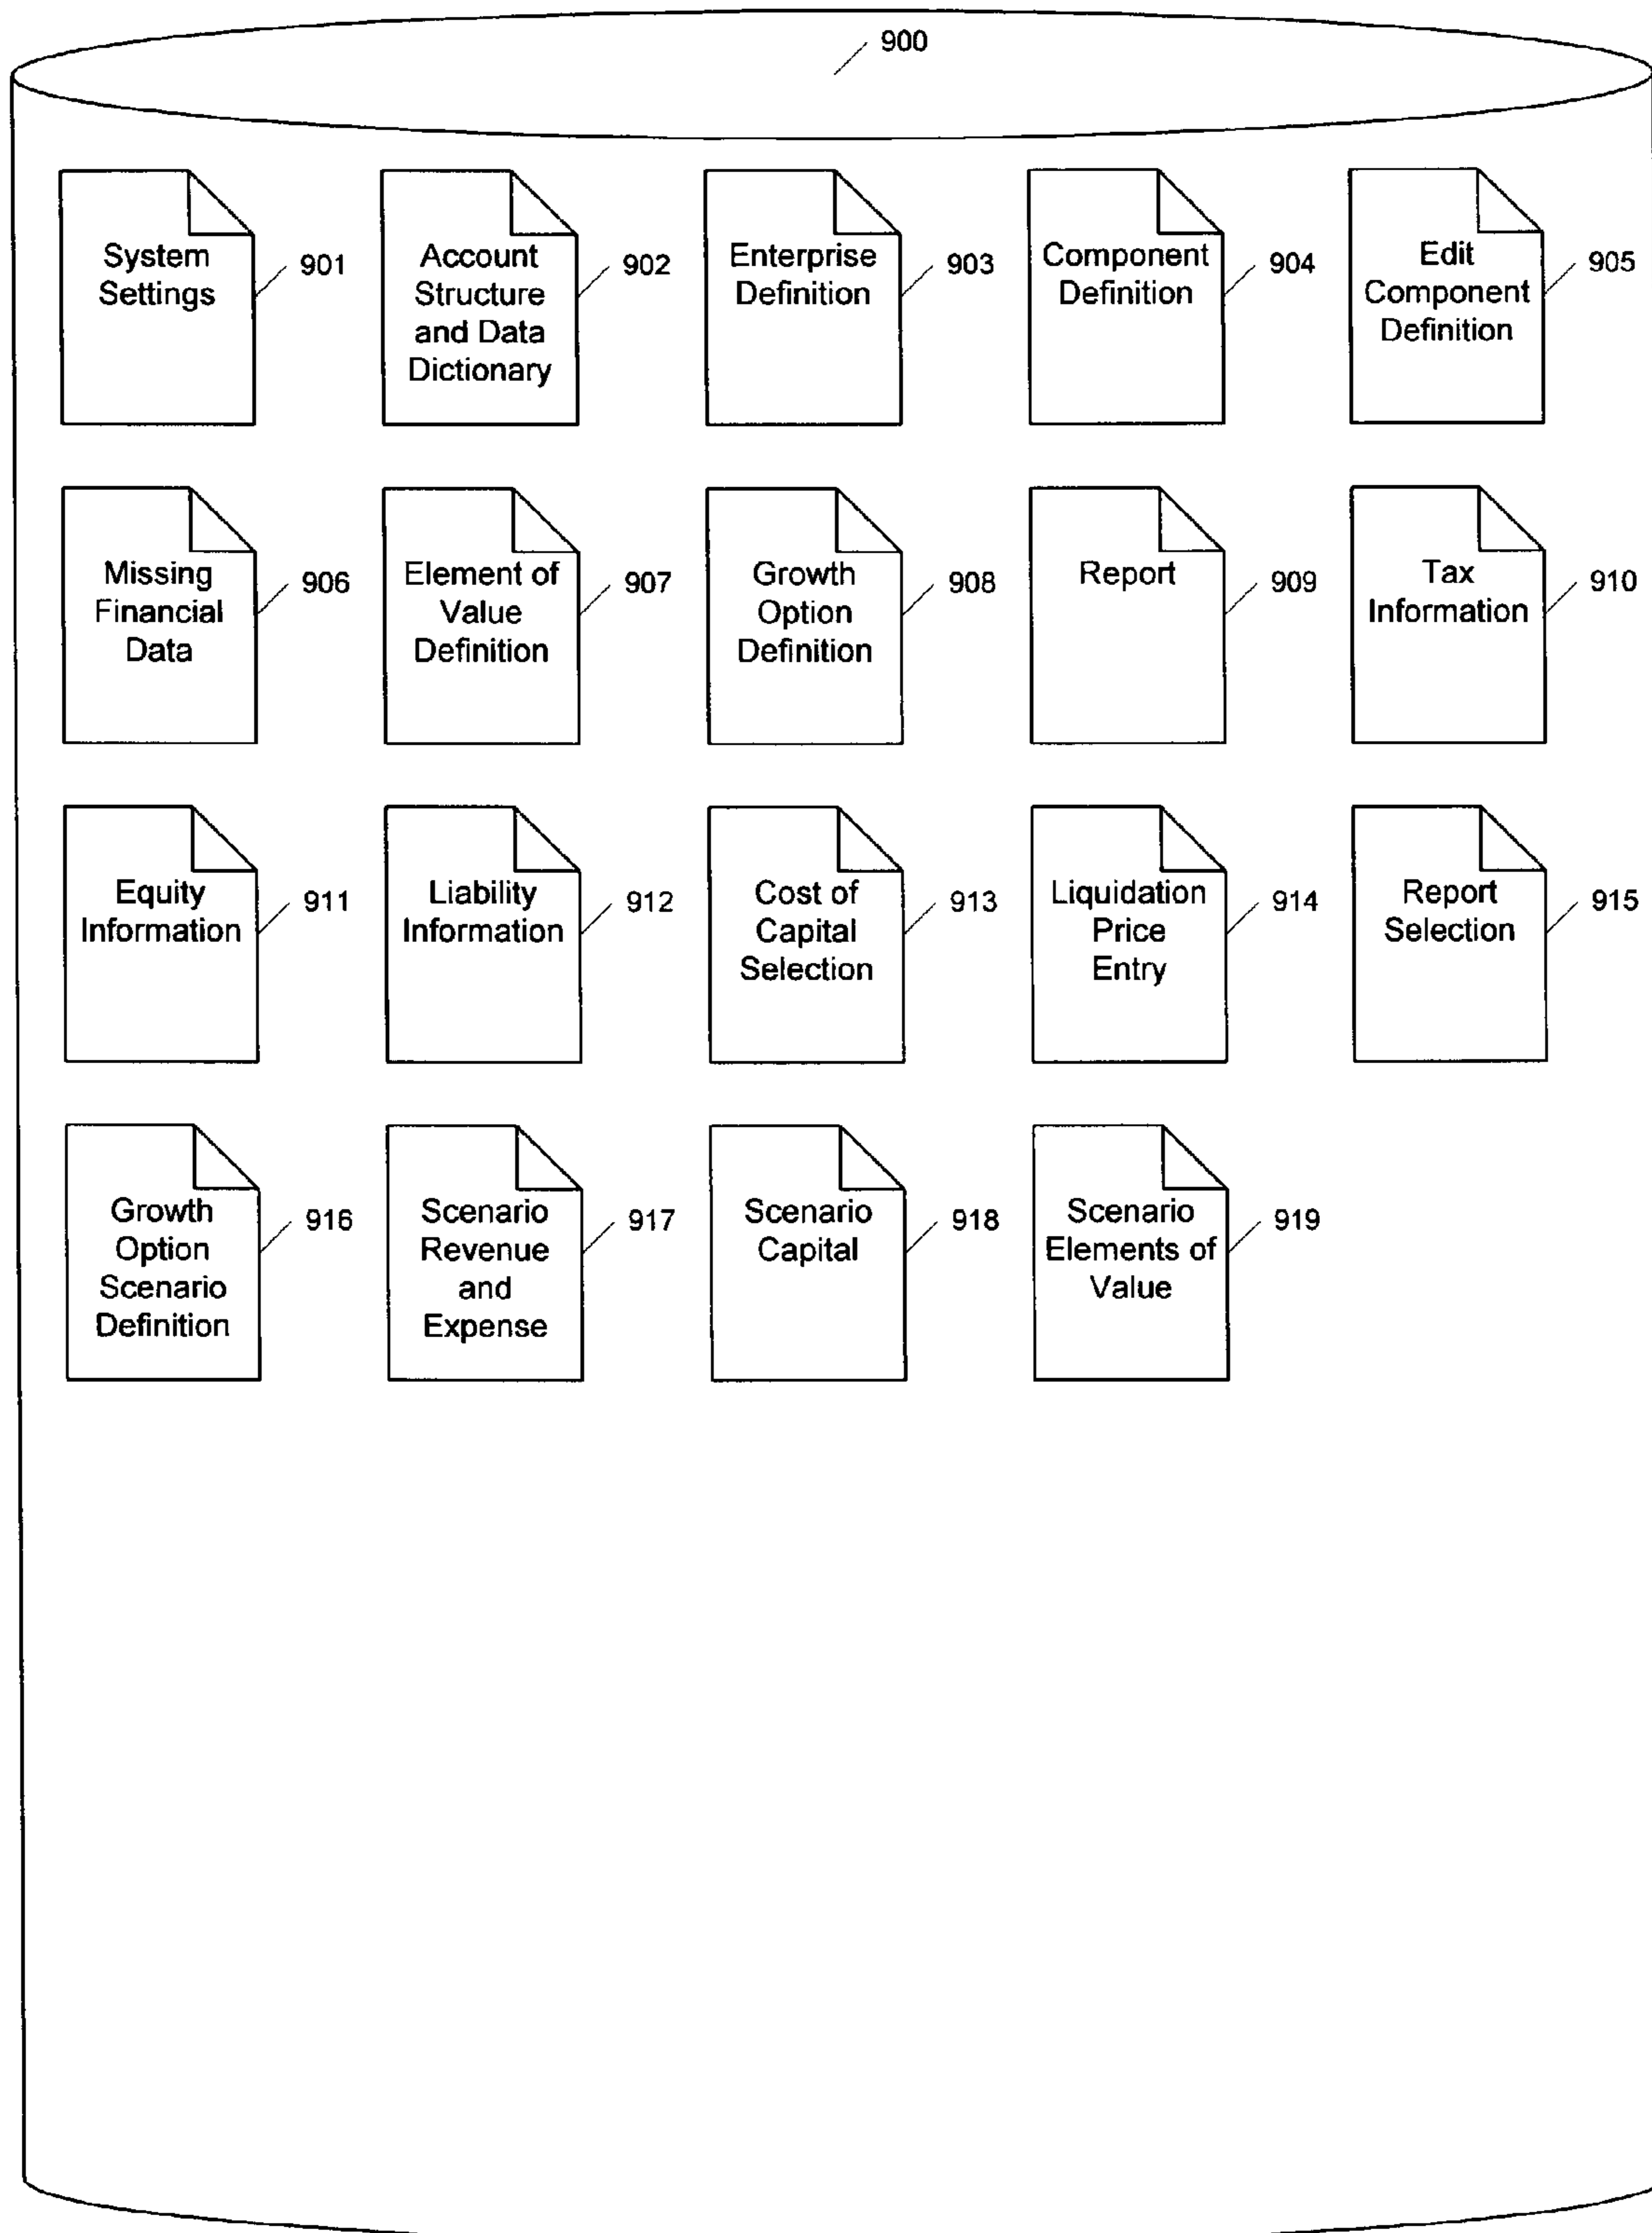 900
System
Settings
901
Account
Structure
and Data
Dictionary
902
Enterprise
Definition
903
Component
Definition
904
Edit
Component
Definition
905
Missing
Financial
Data
906
Element of
Value
Definition
907
Growth
Option
Definition
908
Report
909
Tax
Information
910
Equity
Information
911
Liability
Information
912
Cost of
Capital
Selection
913
Liquidation
Price
Entry
914
Report
Selection
915
Growth
Option
Scenario
Definition
916
Scenario
Revenue
and
Expense
917
Scenario
Capital
918
Scenario
Elements of
Value
919